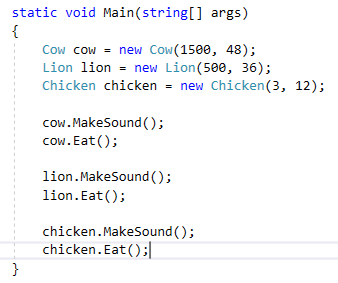 static void Main(string[] args)
{
Cow cow = new Cow(1500, 48);
Lion lion = new Lion(500, 36);
Chicken chicken = new Chicken(3, 12);
cow.MakeSound();
cow.Eat();
lion.MakeSound();
lion.Eat();
chicken.MakeSound();
chicken.Eat();
}